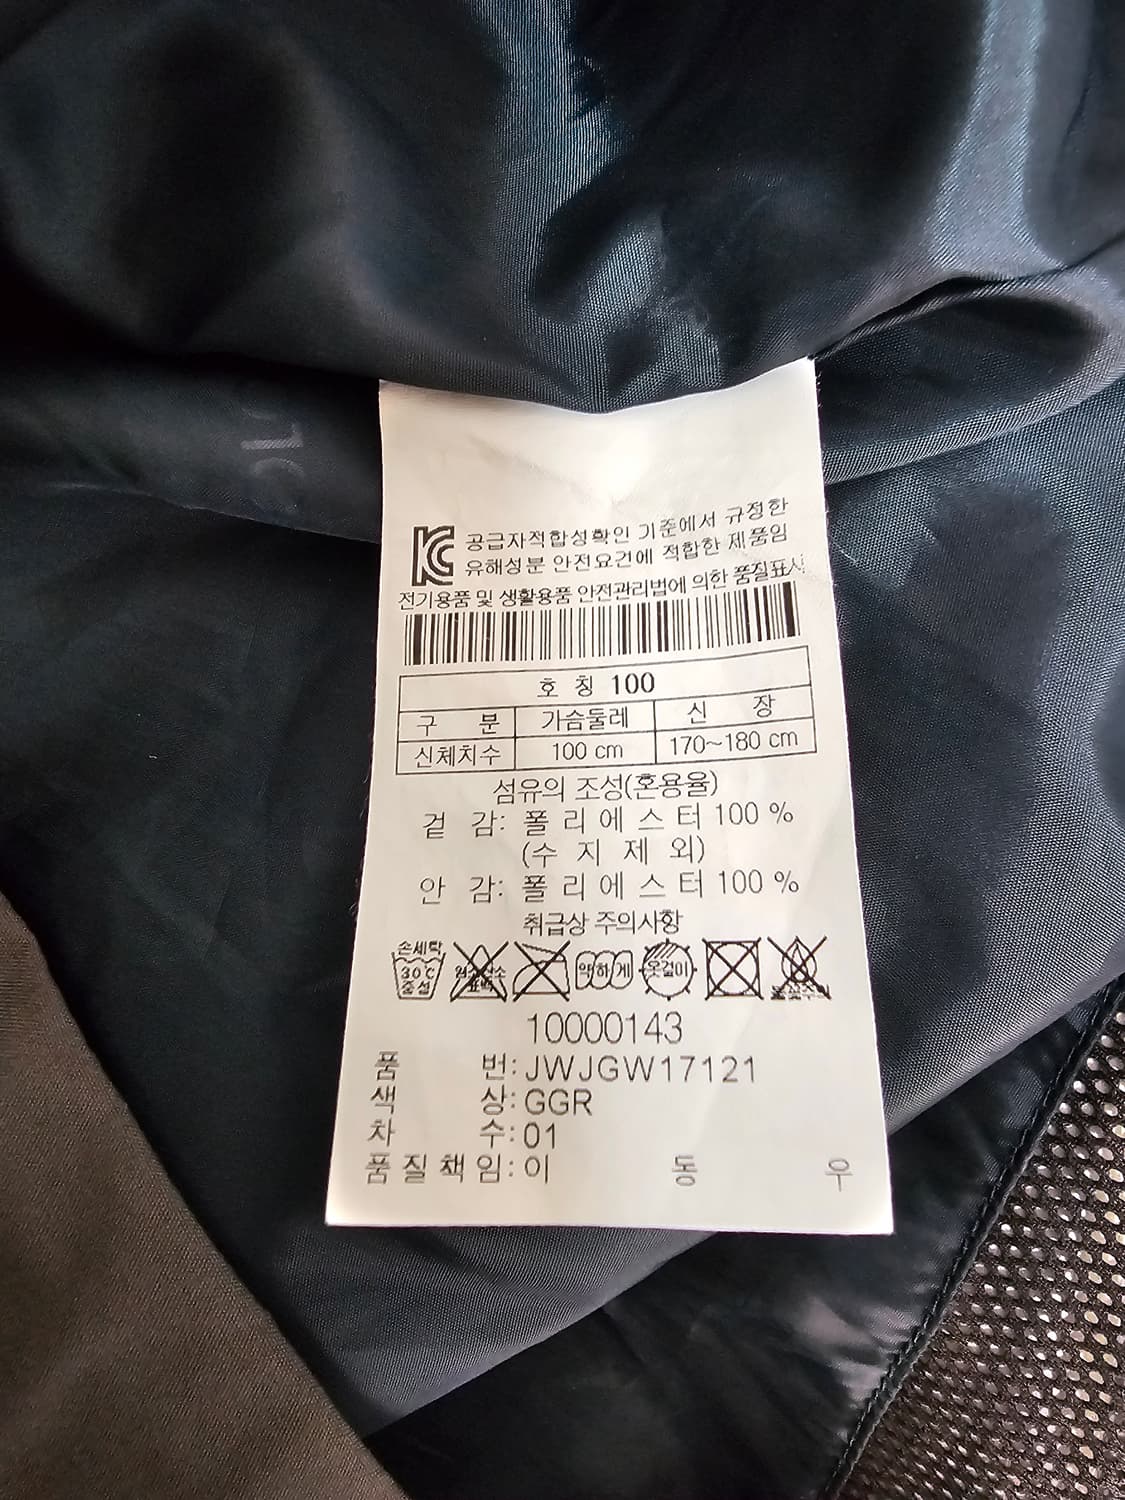 KC 공급자적합성확인 기준에서 규정한
유해성분 안전요건에 적합한 제품임
전기용품 및 생활용품 안전관리법에 의한 품질표시
호 칭 100
구 분 가슴둘레 신 장
신체치수 100 cm 170~180 cm
섬유의 조성(혼용율)
겉 감: 폴 리 에 스 터 100 %
(수 지 제 외)
안 감: 폴 리 에 스 터 100 %
취급상 주의사항
손세탁
30℃ 염소산소 약하게 옷걸이
중성 표백
10000143
품 번: JWJGW17121
색 상: GGR
차 수: 01
품 질 책 임: 이 동 우